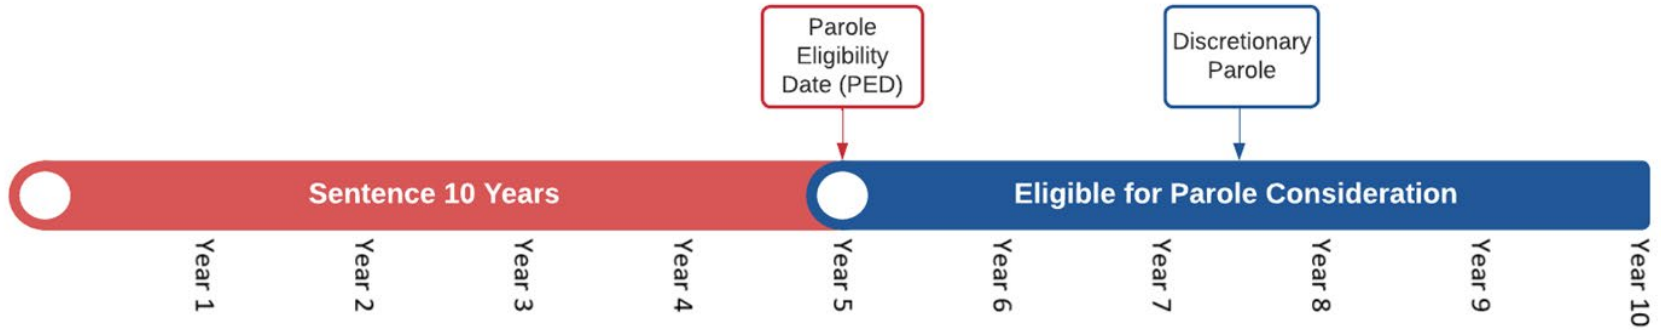 Parole
Eligibility
Date (PED)
Discretionary
Parole
Sentence 10 Years
Eligible for Parole Consideration
Year 1
Year 2
Year 3
Year 4
Year 5
Year 6
Year 7
Year 8
Year 9
Year 10